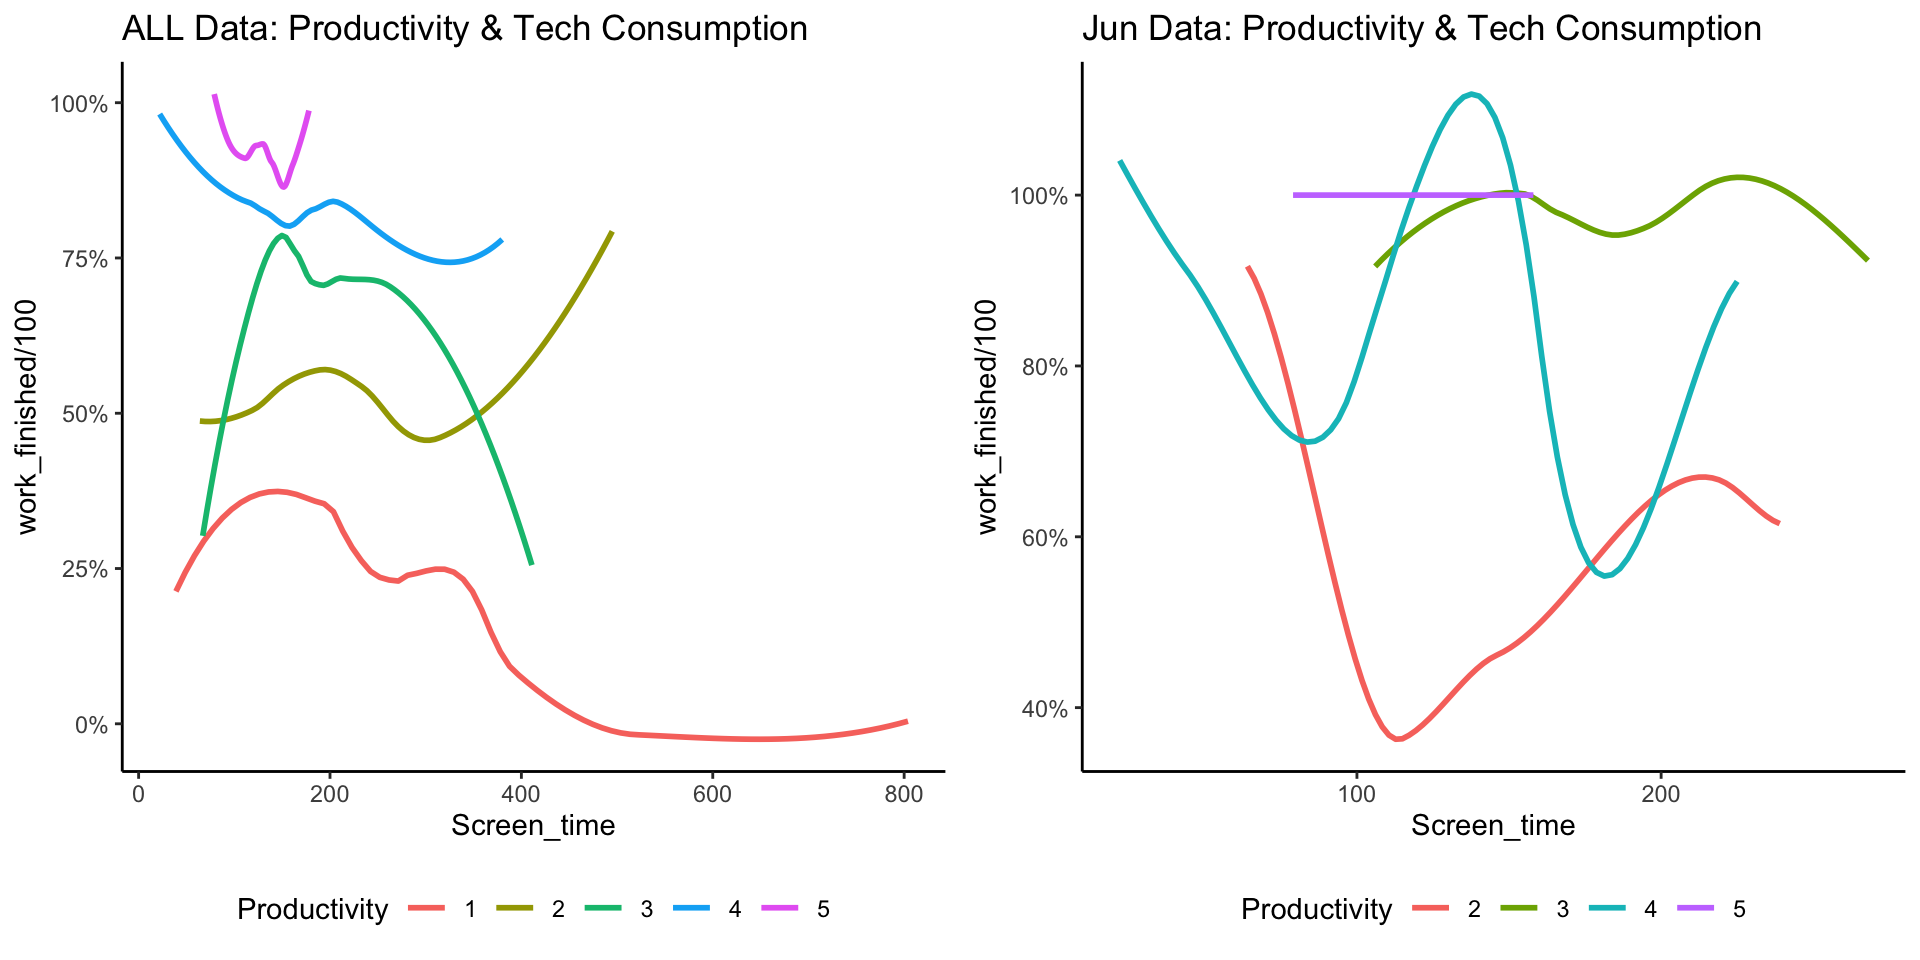 ALL Data: Productivity & Tech Consumption
100%
75%
50%
25%
0%
work_finished/100
0 200 400 600 800
Screen_time
Productivity 1 2 3 4 5
Jun Data: Productivity & Tech Consumption
100%
80%
60%
40%
work_finished/100
100 200
Screen_time
Productivity 2 3 4 5